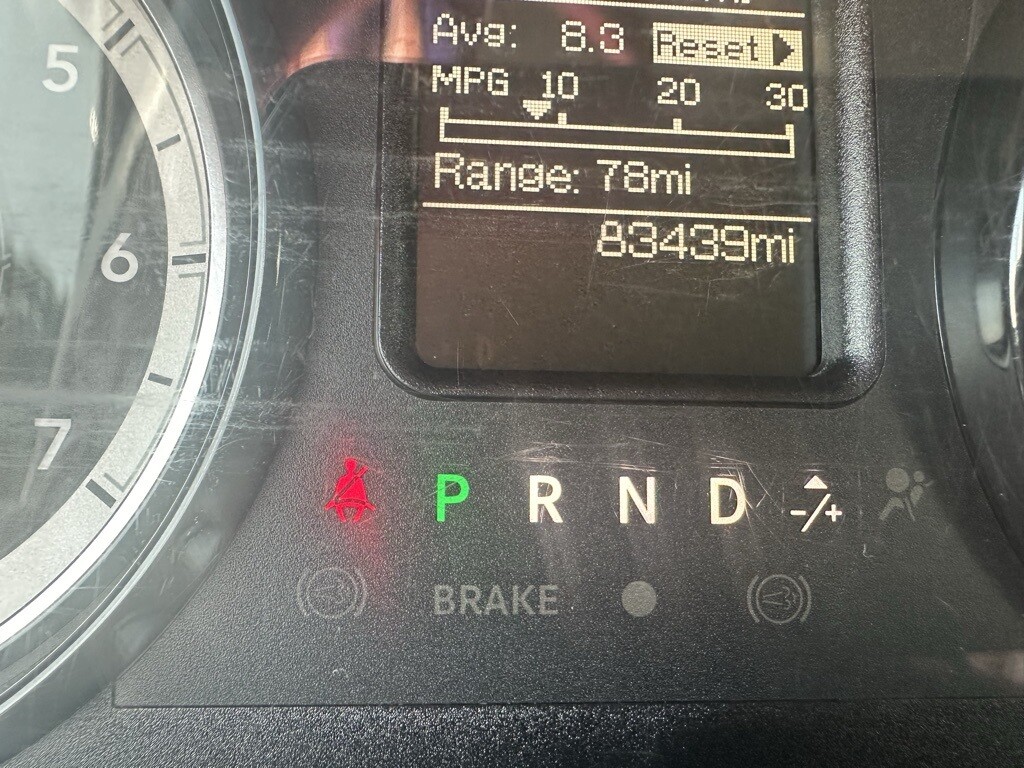 Avg: 8.3 Reset
MPG 10 20 30
Range: 78mi
83439mi
5
6
7
P R N D -/+
BRAKE